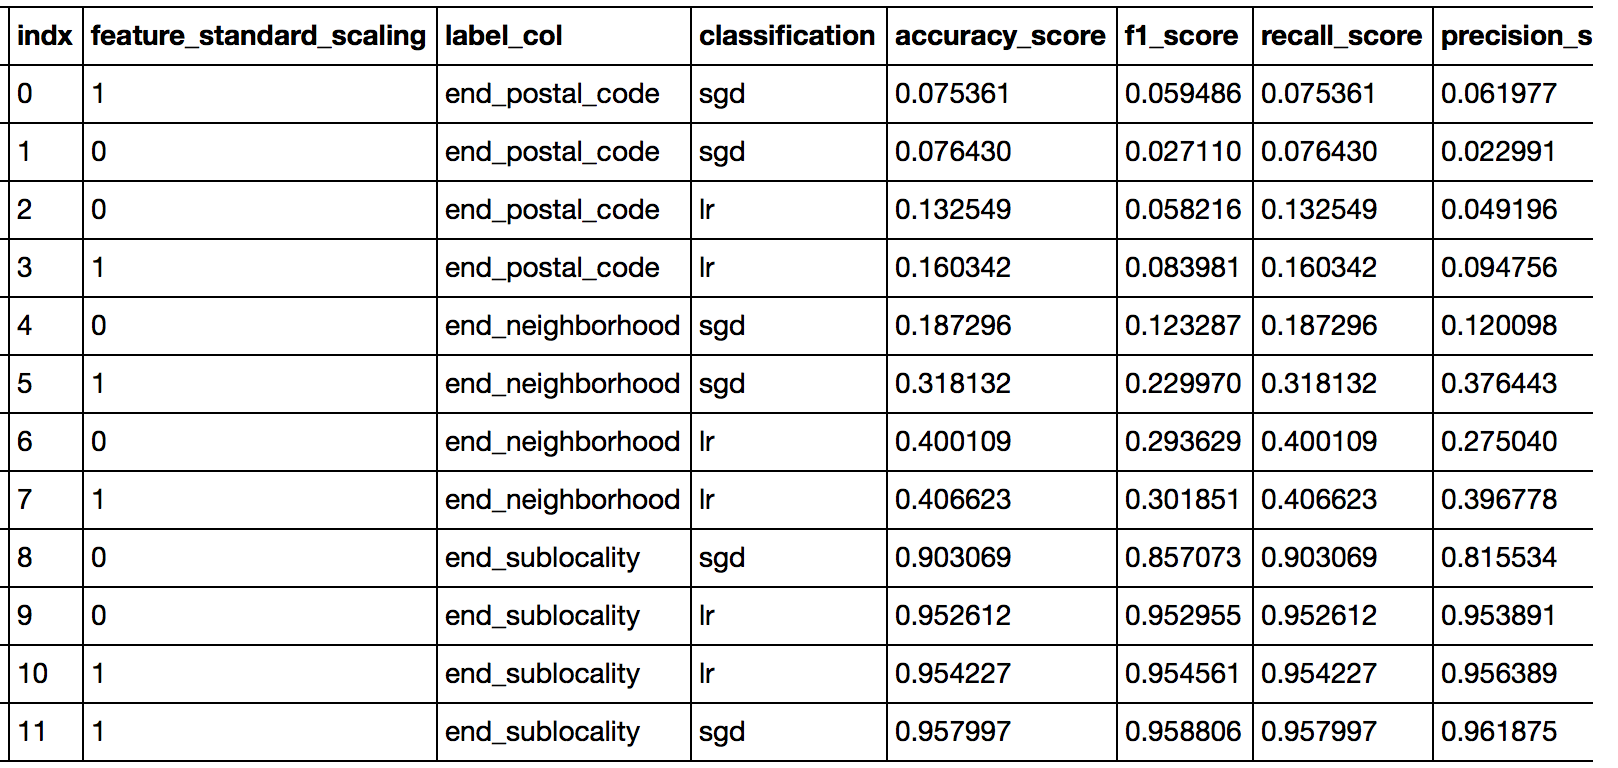 indx feature_standard_scaling label_col classification accuracy_score f1_score recall_score precision_s
0 1 end_postal_code sgd 0.075361 0.059486 0.075361 0.061977
1 0 end_postal_code sgd 0.076430 0.027110 0.076430 0.022991
2 0 end_postal_code lr 0.132549 0.058216 0.132549 0.049196
3 1 end_postal_code lr 0.160342 0.083981 0.160342 0.094756
4 0 end_neighborhood sgd 0.187296 0.123287 0.187296 0.120098
5 1 end_neighborhood sgd 0.318132 0.229970 0.318132 0.376443
6 0 end_neighborhood lr 0.400109 0.293629 0.400109 0.275040
7 1 end_neighborhood lr 0.406623 0.301851 0.406623 0.396778
8 0 end_sublocality sgd 0.903069 0.857073 0.903069 0.815534
9 0 end_sublocality lr 0.952612 0.952955 0.952612 0.953891
10 1 end_sublocality lr 0.954227 0.954561 0.954227 0.956389
11 1 end_sublocality sgd 0.957997 0.958806 0.957997 0.961875